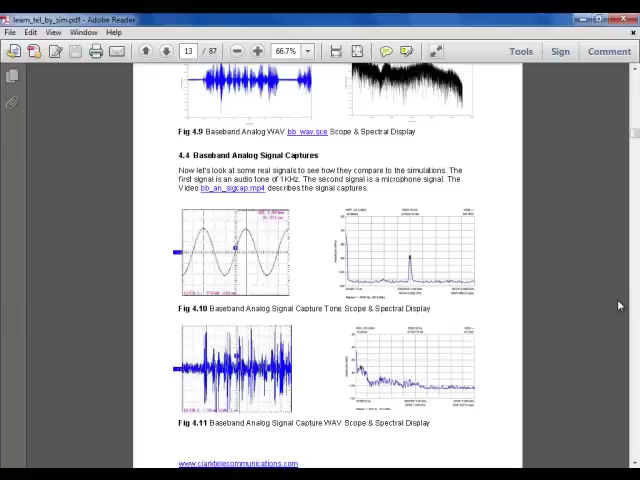 learn_tel_by_sim.pdf - Adobe Reader
File Edit View Window Help
13 / 87 66.7% Tools Sign Comment
Fig 4.9 Baseband Analog WAV bb_wav.sce Scope & Spectral Display
4.4 Baseband Analog Signal Captures
Now let's look at some real signals to see how they compare to the simulations. The
first signal is an audio tone of 1KHz. The second signal is a microphone signal. The
Video bb_an_sigcap.mp4 describes the signal captures.
Fig 4.10 Baseband Analog Signal Capture Tone Scope & Spectral Display
Fig 4.11 Baseband Analog Signal Capture WAV Scope & Spectral Display
www.clarktelecommunications.com